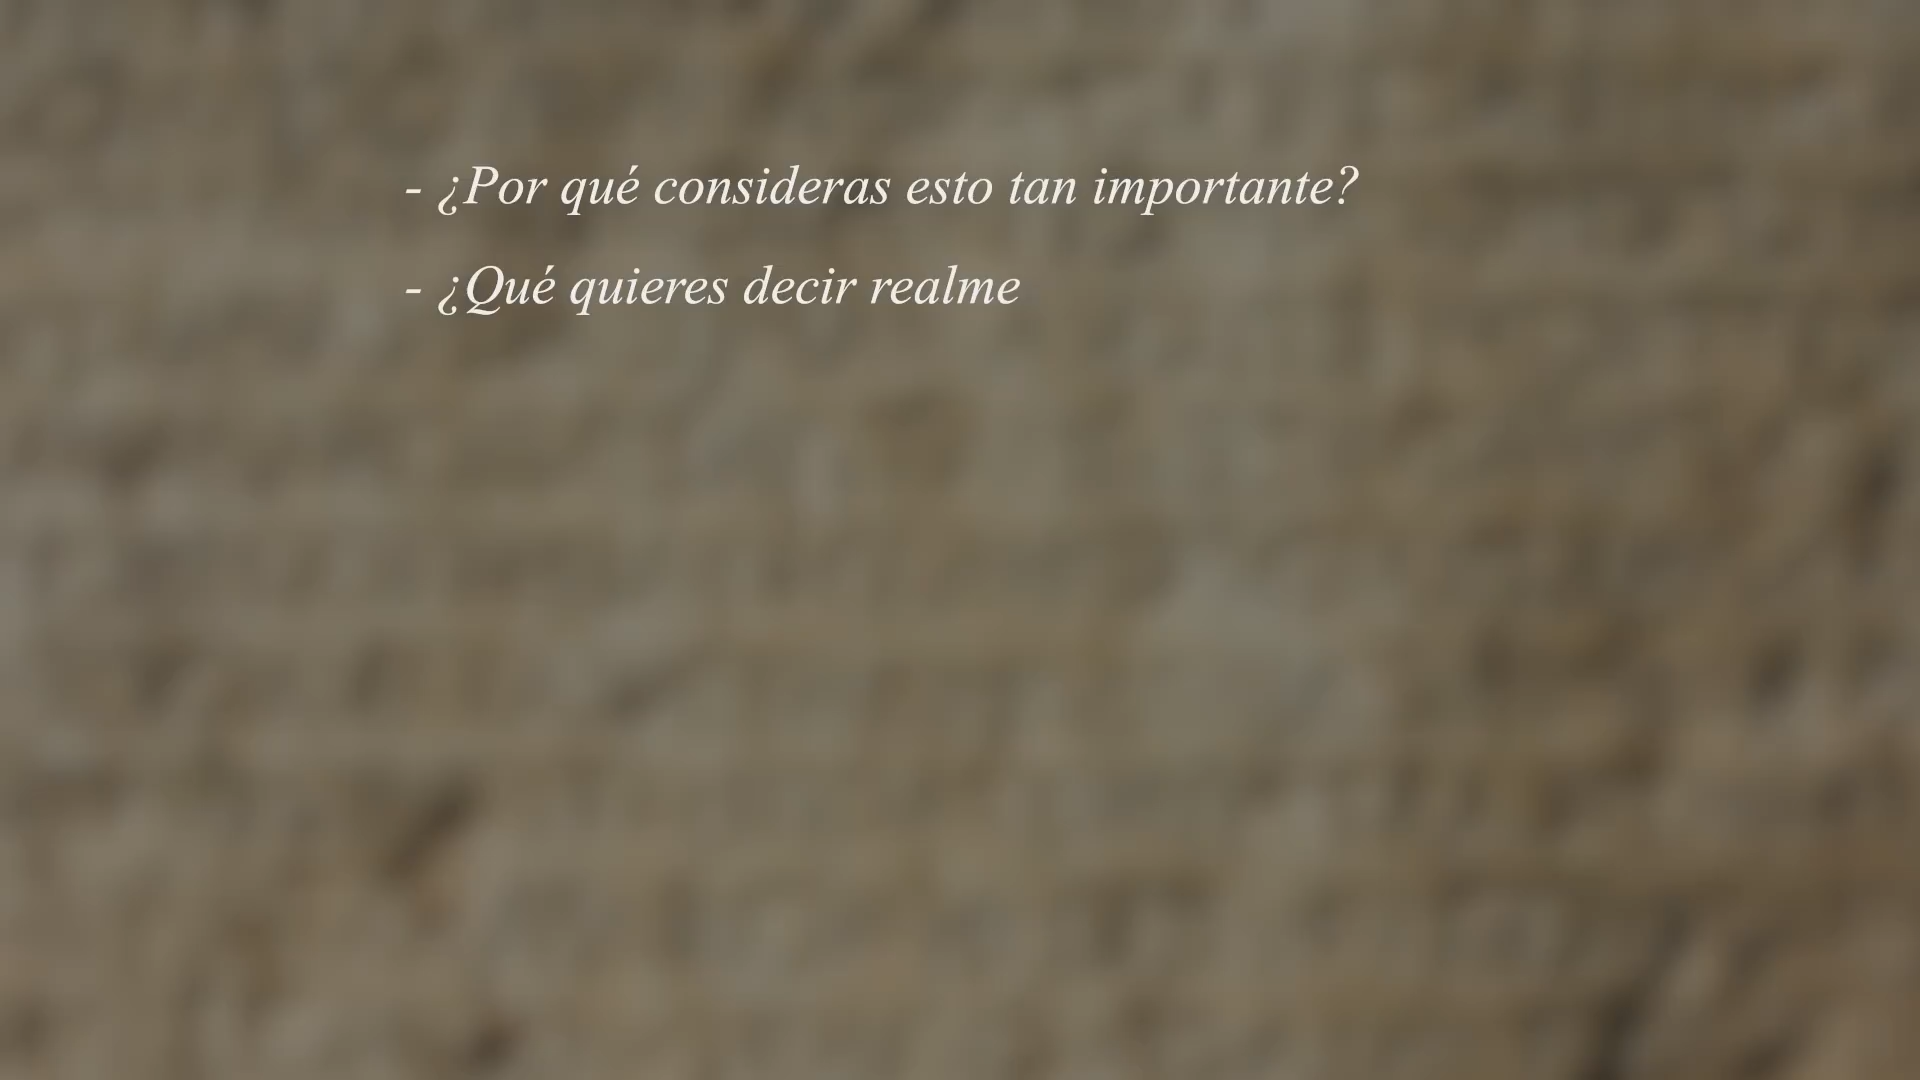 - ¿Por qué consideras esto tan importante?
- ¿Qué quieres decir realme